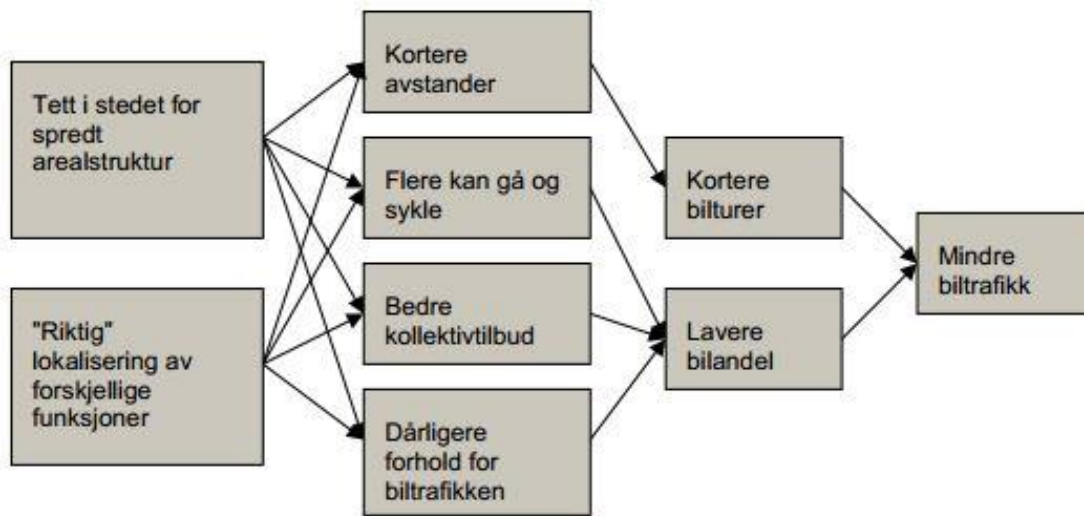 Tett i stedet for
spredt
arealstruktur
"Riktig"
lokalisering av
forskjellige
funksjoner
Kortere
avstander
Flere kan gå og
sykle
Bedre
kollektivtilbud
Dårligere
forhold for
biltrafikken
Kortere
bilturer
Lavere
bilandel
Mindre
biltrafikk